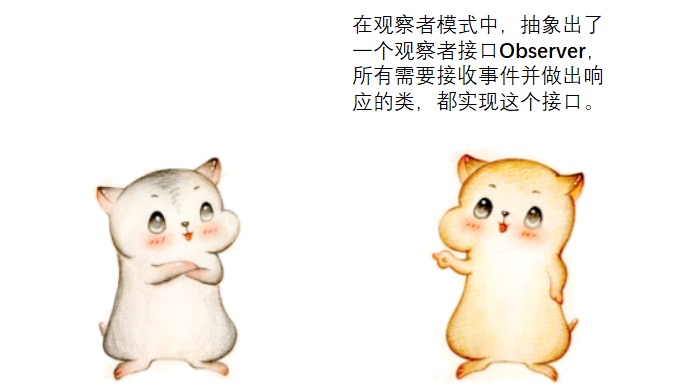 在观察者模式中，抽象出了
一个观察者接口Observer，
所有需要接收事件并做出响
应的类，都实现这个接口。